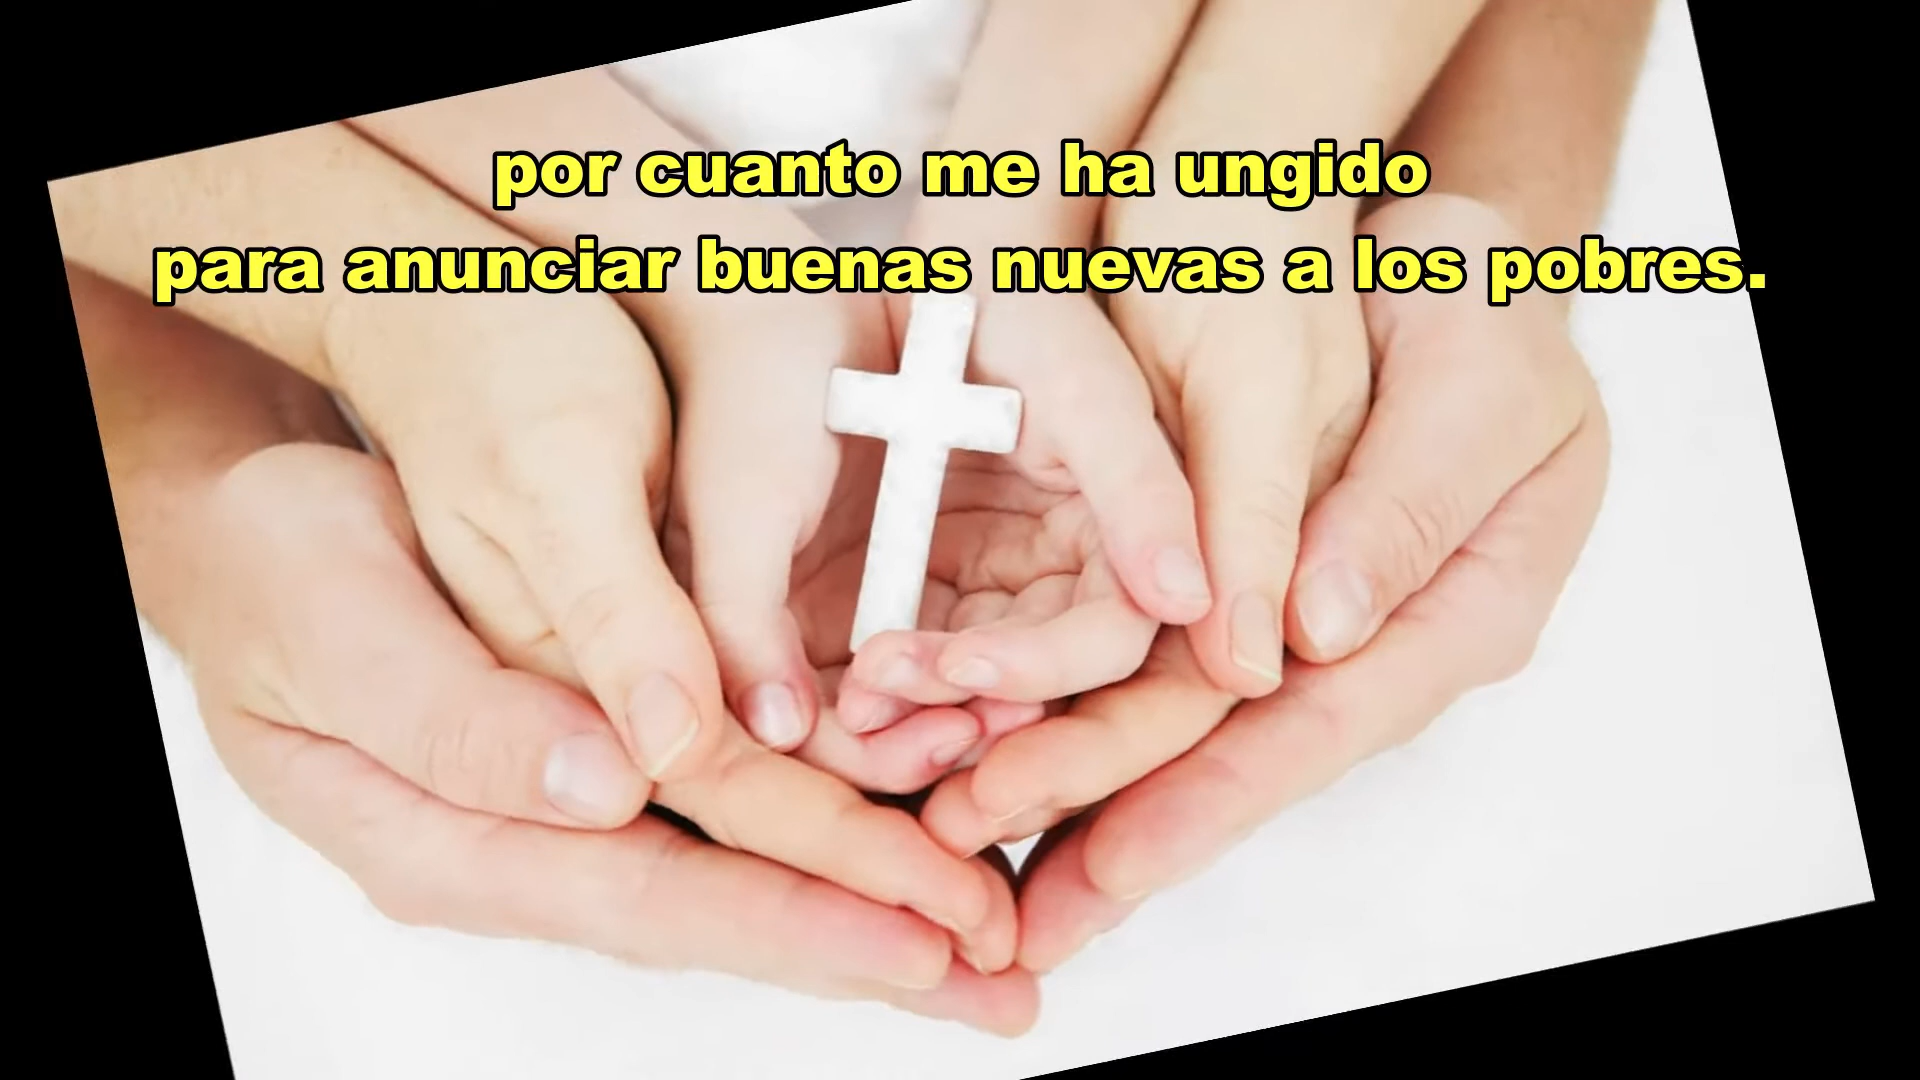 por cuanto me ha ungido
para anunciar buenas nuevas a los pobres.